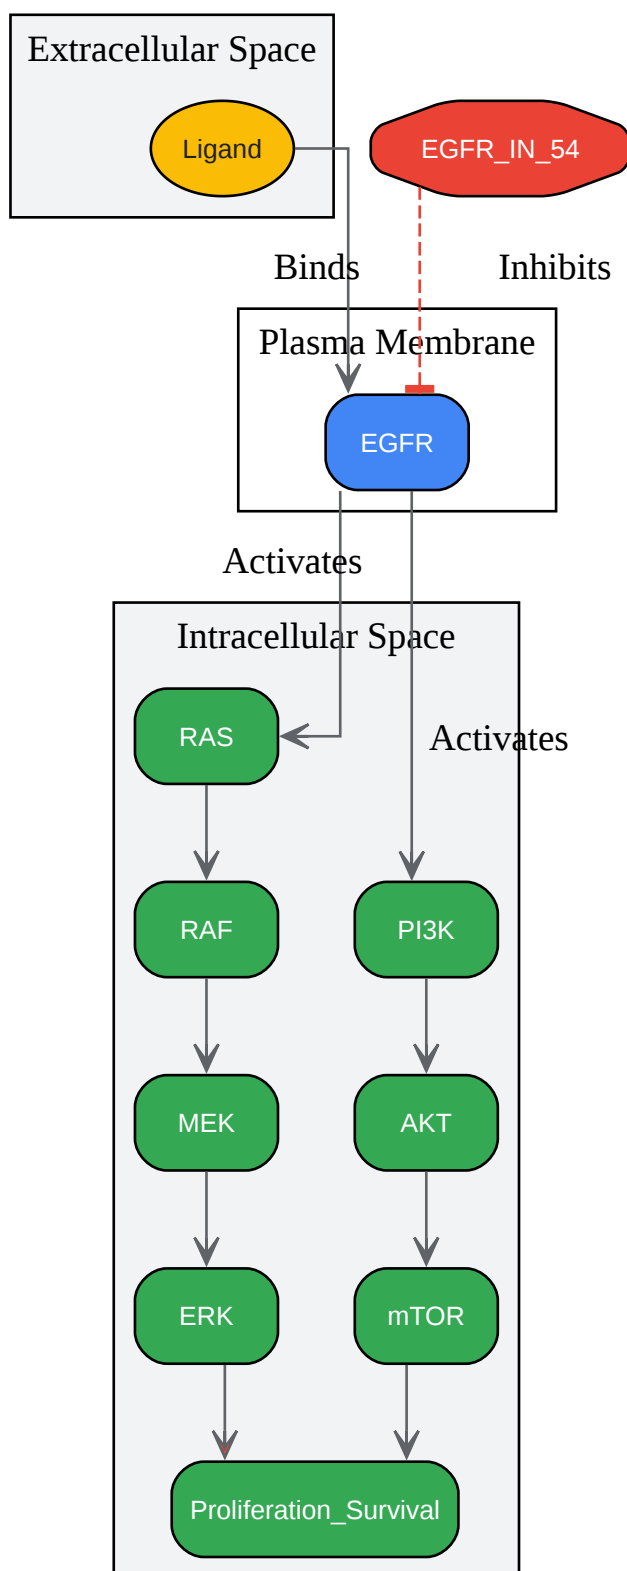 Extracellular Space
Ligand
EGFR_IN_54
Binds
Inhibits
Plasma Membrane
EGFR
Activates
Intracellular Space
RAS
Activates
RAF
PI3K
MEK
AKT
ERK
mTOR
Proliferation_Survival